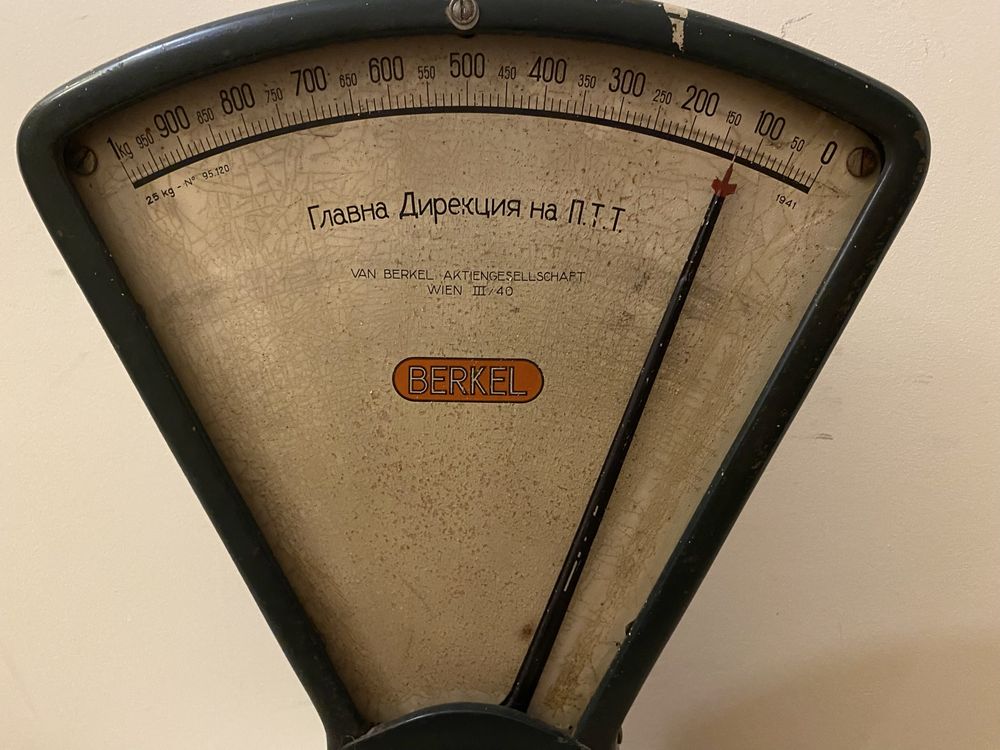 1kg 950 900 850 800 750 700 650 600 550 500 450 400 350 300 250 200 150 100 50 0
25 kg - No 95.120
1941
Главна Дирекция на П.Т.Т.
VAN BERKEL AKTIENGESELLSCHAFT
WIEN III/40
BERKEL